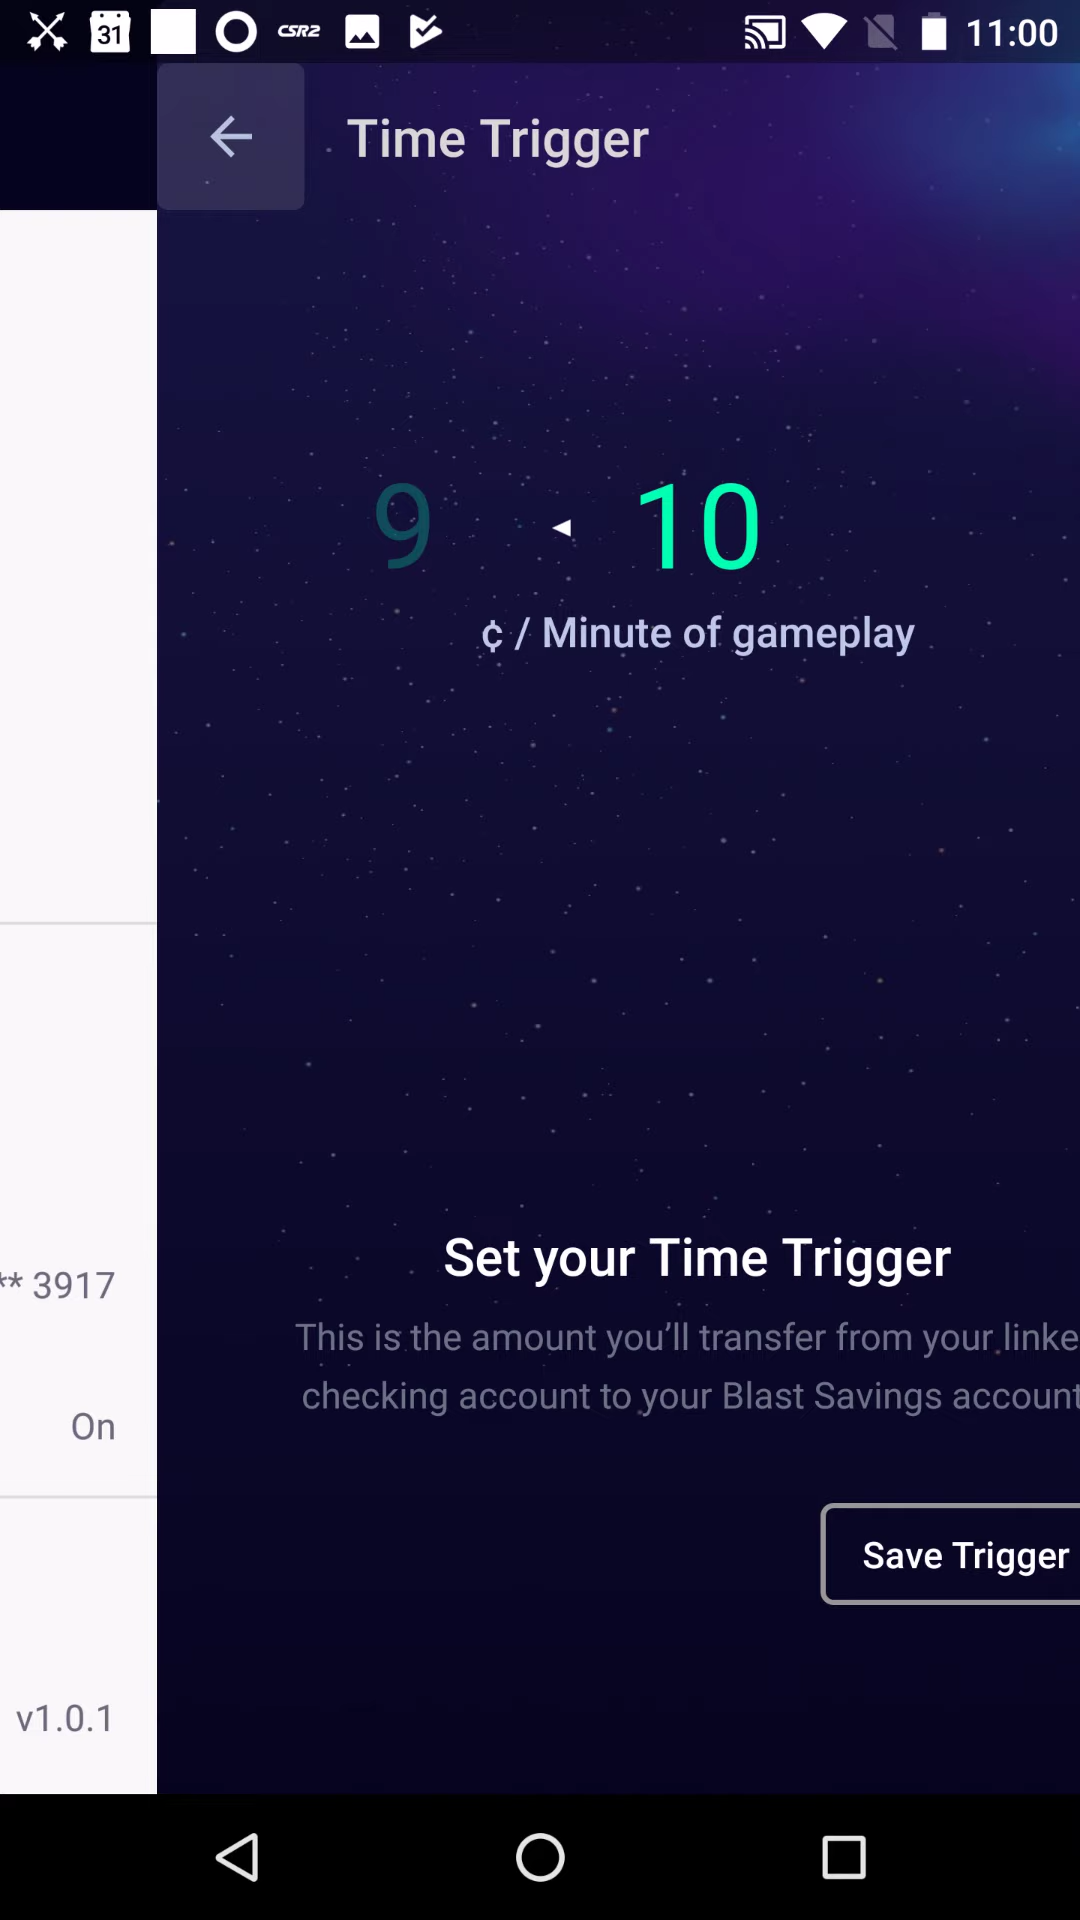 31 CSR2 11:00
Time Trigger
9 10
¢ / Minute of gameplay
** 3917
On
v1.0.1
Set your Time Trigger
This is the amount you’ll transfer from your linke
checking account to your Blast Savings account
Save Trigger